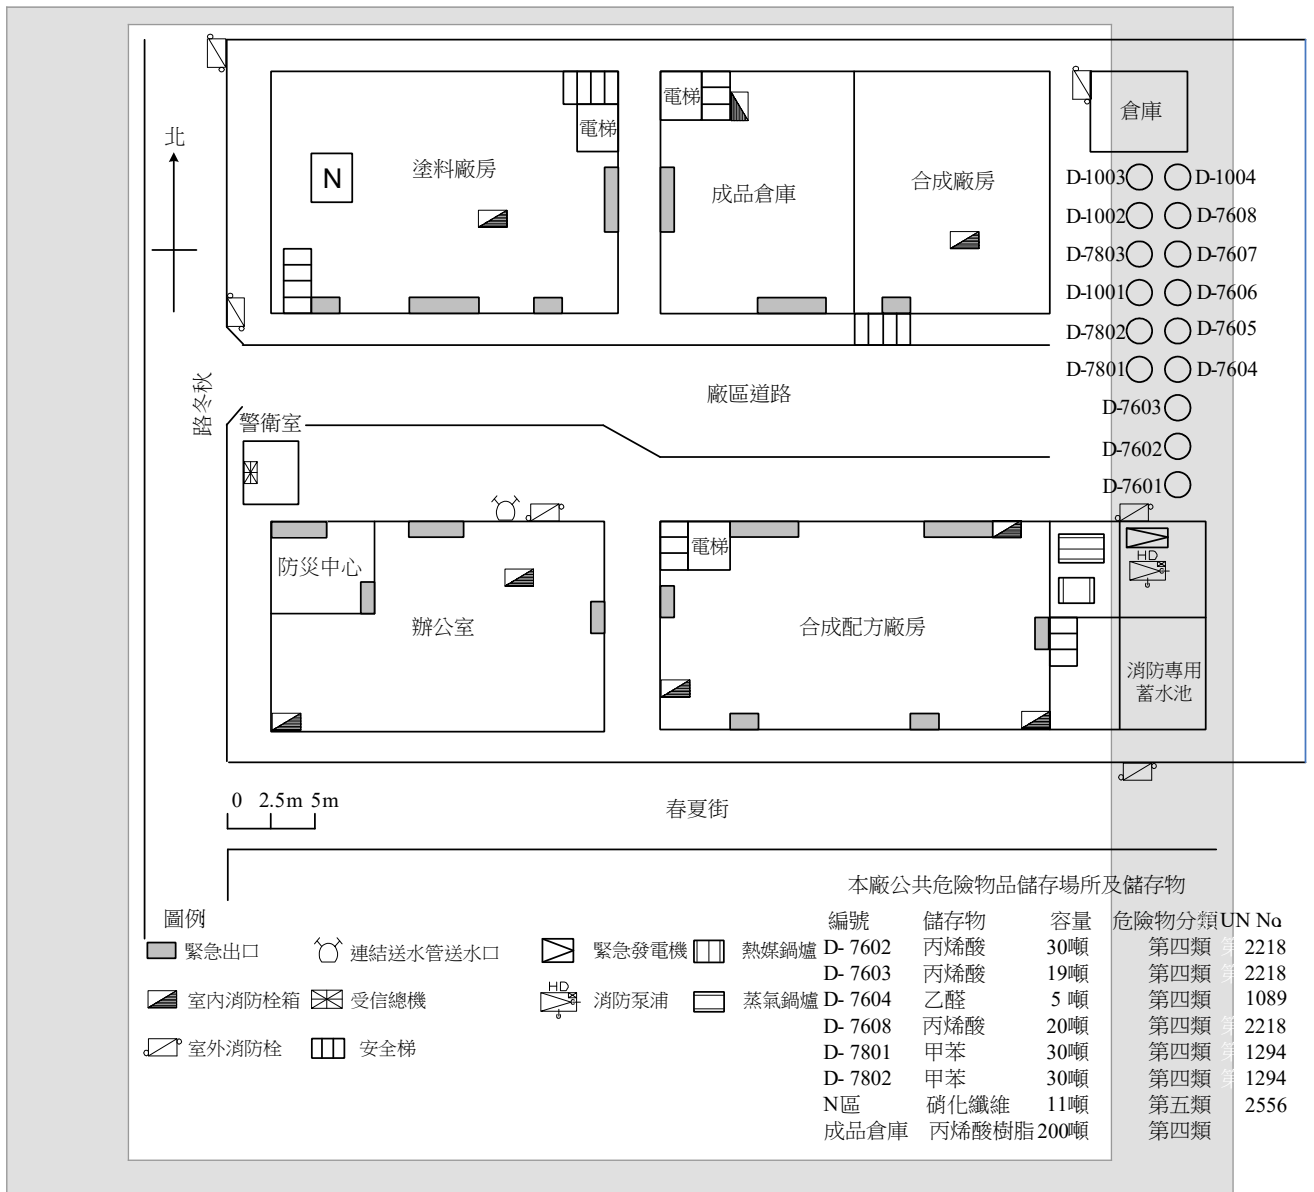 北
N
塗料廠房
電梯
電梯
成品倉庫
合成廠房
倉庫
D-1003
D-1004
D-1002
D-7608
D-7803
D-7607
D-1001
D-7606
D-7802
D-7605
D-7801
D-7604
D-7603
D-7602
D-7601
廠區道路
路冬秋
警衛室
防災中心
辦公室
電梯
合成配方廠房
HD
消防專用
蓄水池
0 2.5m 5m
春夏街
本廠公共危險物品儲存場所及儲存物
編號 儲存物 容量 危險物分類 UN No
D- 7602 丙烯酸 30噸 第四類 2218
D-7603 丙烯酸 19噸 第四類 2218
D-7604 乙醛 5 噸 第四類 1089
D-7608 丙烯酸 20噸 第四類 2218
D- 7801 甲苯 30噸 第四類 1294
D- 7802 甲苯 30噸 第四類 1294
N區 硝化纖維 11噸 第五類 2556
成品倉庫 丙烯酸樹脂 200噸 第四類
圖例
緊急出口 連結送水管送水口 緊急發電機 熱媒鍋爐
室內消防栓箱 受信總機 HD 消防泵浦 蒸氣鍋爐
室外消防栓 安全梯